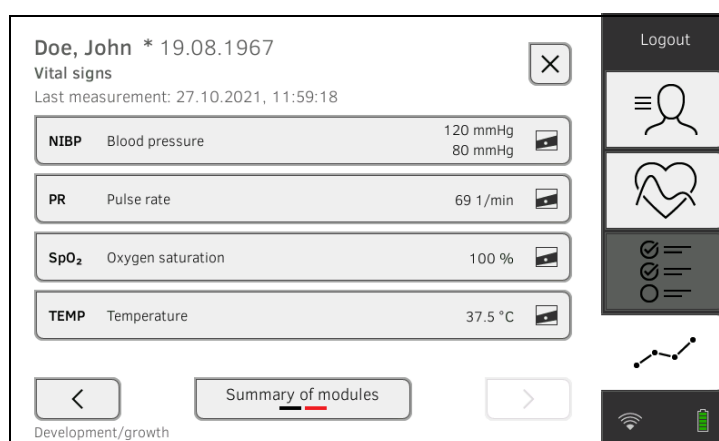 Doe, John * 19.08.1967
Vital signs
Last measurement: 27.10.2021, 11:59:18
NIBP Blood pressure 120 mmHg
80 mmHg
PR Pulse rate 69 1/min
SpO₂ Oxygen saturation 100 %
TEMP Temperature 37.5 °C
Summary of modules
Development/growth
Logout